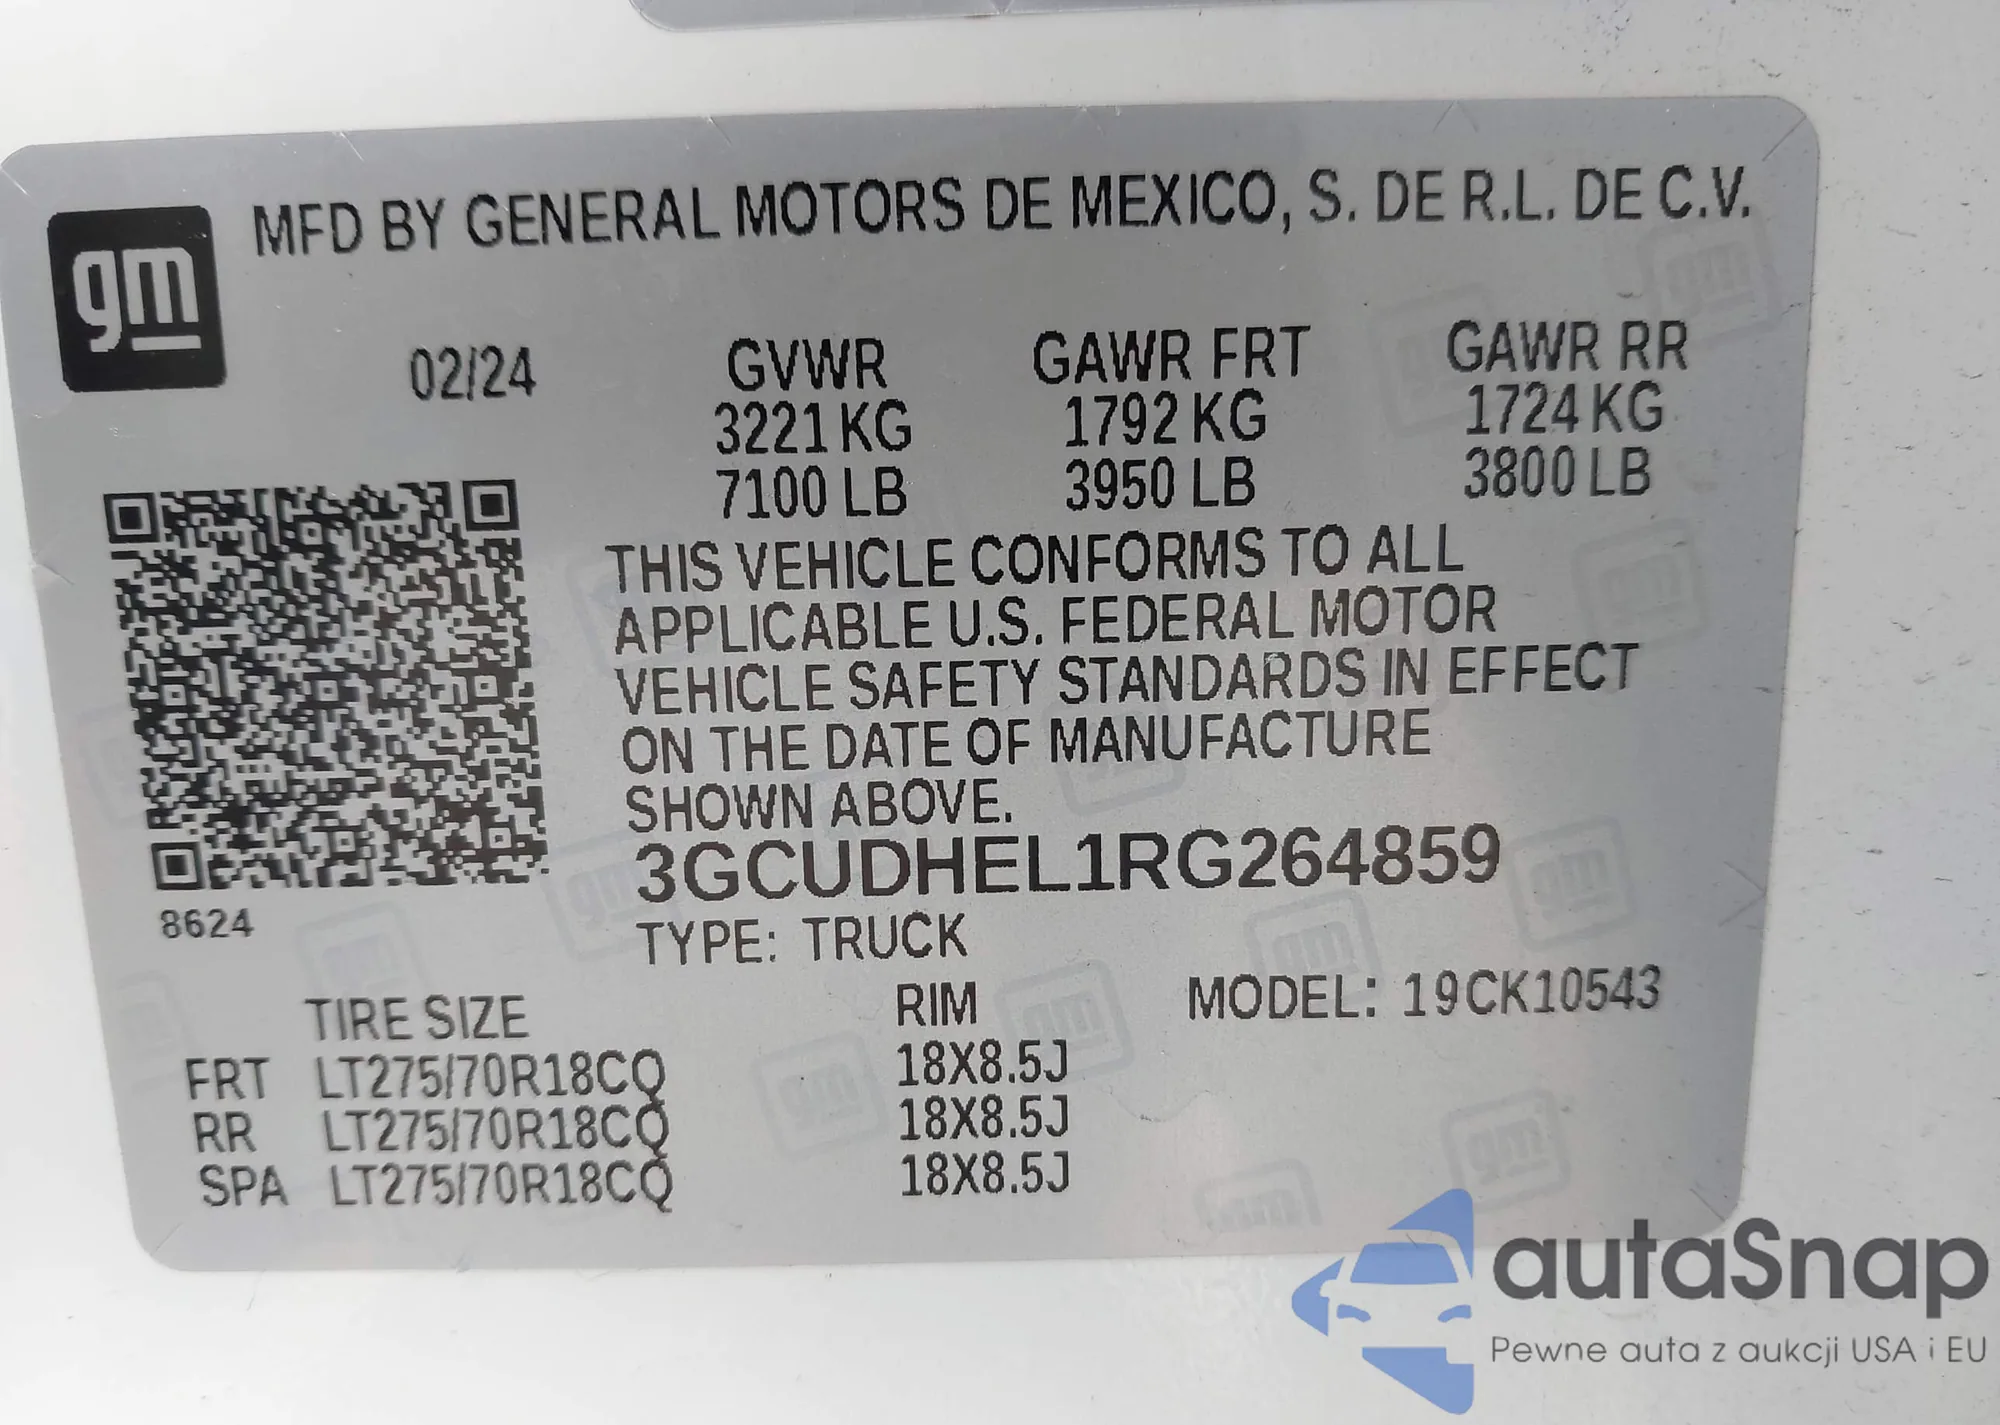 gm
MFD BY GENERAL MOTORS DE MEXICO, S. DE R.L. DE C.V.
02/24
GVWR GAWR FRT GAWR RR
3221 KG 1792 KG 1724 KG
7100 LB 3950 LB 3800 LB
THIS VEHICLE CONFORMS TO ALL
APPLICABLE U.S. FEDERAL MOTOR
VEHICLE SAFETY STANDARDS IN EFFECT
ON THE DATE OF MANUFACTURE
SHOWN ABOVE.
3GCUDHEL1RG264859
8624
TYPE: TRUCK
TIRE SIZE RIM MODEL: 19CK10543
FRT LT275/70R18CQ 18X8.5J
RR LT275/70R18CQ 18X8.5J
SPA LT275/70R18CQ 18X8.5J
autaSnap
Pewne auta z aukcji USA i EU